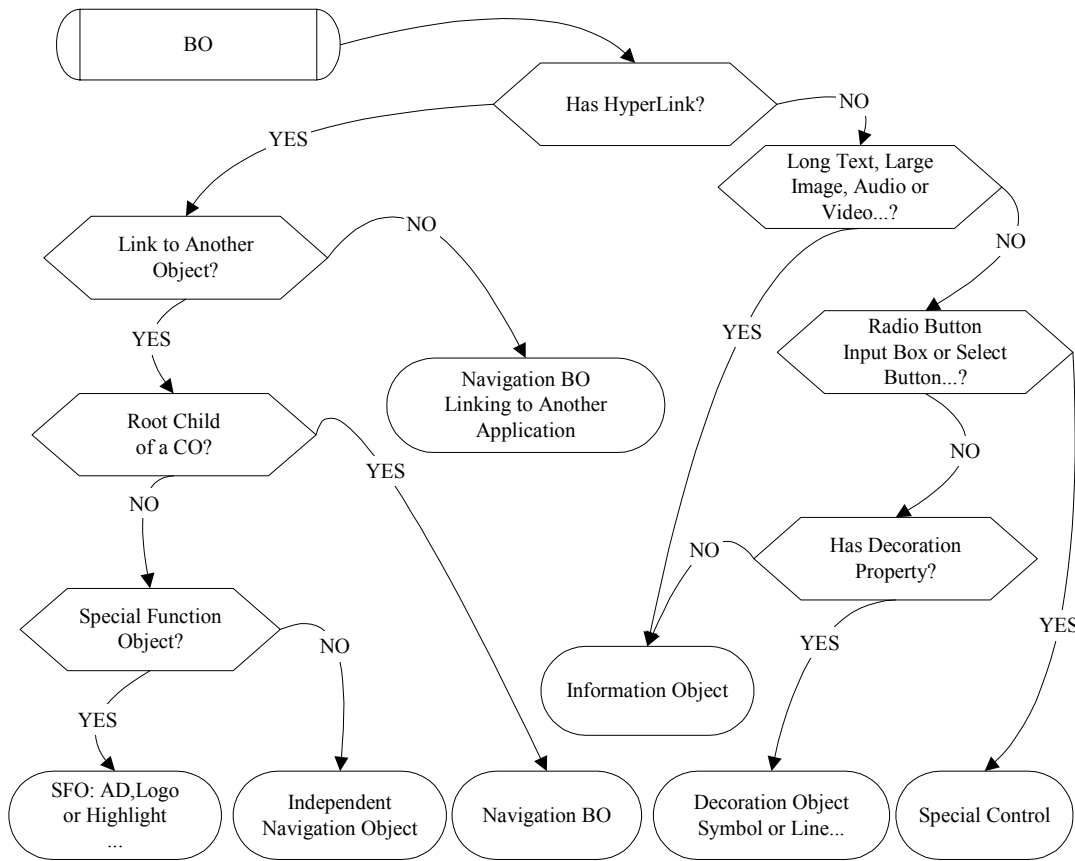 BO
Has HyperLink?
NO
YES
Long Text, Large
Image, Audio or
Video...?
Link to Another
Object?
NO
NO
YES
YES
Radio Button
Input Box or Select
Button...?
Navigation BO
Linking to Another
Application
Root Child
of a CO?
YES
NO
NO
NO
Has Decoration
Property?
Special Function
Object?
NO
YES
YES
Information Object
YES
SFO: AD,Logo
or Highlight
...
Independent
Navigation Object
Navigation BO
Decoration Object
Symbol or Line...
Special Control